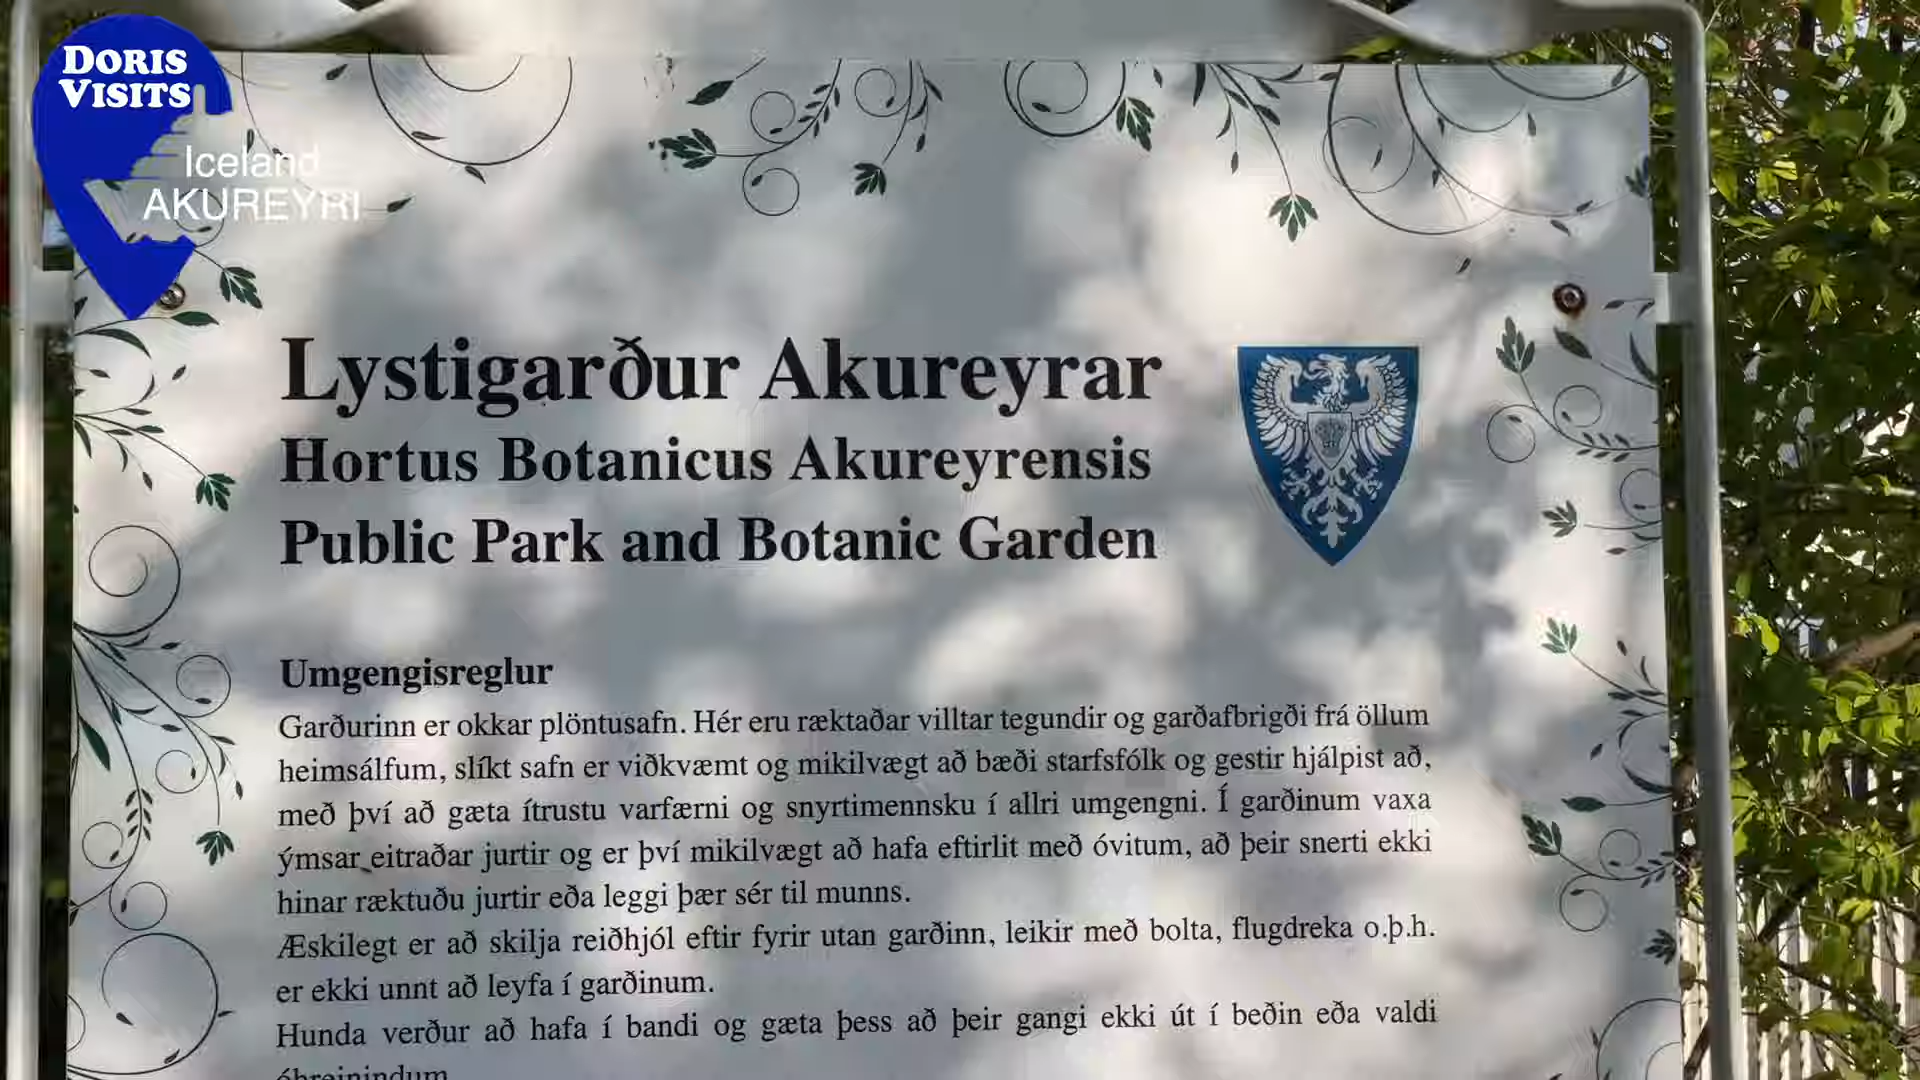 DORIS
VISITS
Iceland
AKUREYRI
Lystigarður Akureyrar
Hortus Botanicus Akureyrensis
Public Park and Botanic Garden
Umgengisreglur
Garðurinn er okkar plöntusafn. Hér eru ræktaðar villtar tegundir og garðafbrigði frá öllum
heimsálfum, slíkt safn er viðkvæmt og mikilvægt að bæði starfsfólk og gestir hjálpist að,
með því að gæta ítrustu varfærni og snyrtimennsku í allri umgengni. Í garðinum vaxa
ýmsar eitraðar jurtir og er því mikilvægt að hafa eftirlit með óvitum, að þeir snerti ekki
hinar ræktuðu jurtir eða leggi þær sér til munns.
Æskilegt er að skilja reiðhjól eftir fyrir utan garðinn, leikir með bolta, flugdreka o.þ.h.
er ekki unnt að leyfa í garðinum.
Hunda verður að hafa í bandi og gæta þess að þeir gangi ekki út í beðin eða valdi
óhreinindum